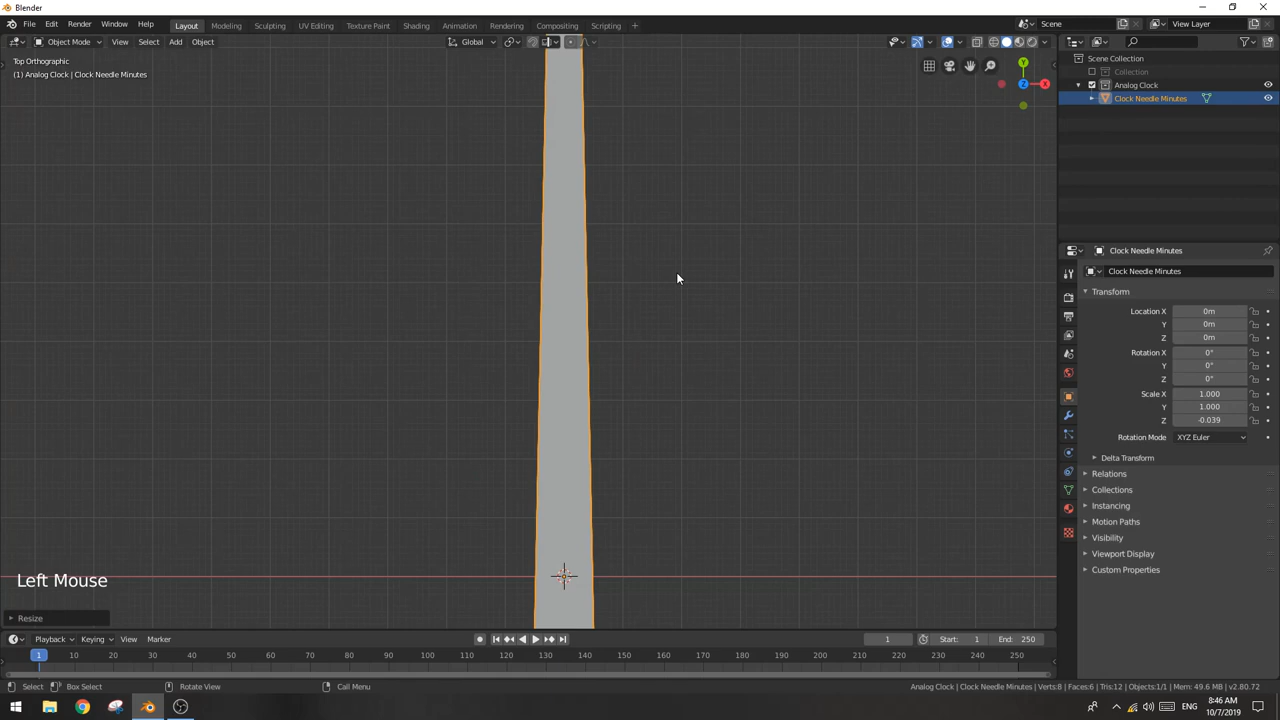 Blender
File Edit Render Window Help Layout Modeling Sculpting UV Editing Texture Paint Shading Animation Rendering Compositing Scripting + Scene View Layer
Object Mode View Select Add Object Global
Top Orthographic
(1) Analog Clock | Clock Needle Minutes
Y
Z
X
Scene Collection
Collection
Analog Clock
Clock Needle Minutes
Clock Needle Minutes
Clock Needle Minutes
Transform
Location X 0m
Y 0m
Z 0m
Rotation X 0°
Y 0°
Z 0°
Scale X 1.000
Y 1.000
Z -0.039
Rotation Mode XYZ Euler
Delta Transform
Relations
Collections
Instancing
Motion Paths
Visibility
Viewport Display
Custom Properties
Left Mouse
Resize
Playback Keying View Marker 1 Start: 1 End: 250
1 10 20 30 40 50 60 70 80 90 100 110 120 130 140 150 160 170 180 190 200 210 220 230 240 250
Select Box Select Rotate View Call Menu Analog Clock | Clock Needle Minutes | Verts:8 | Faces:6 | Tris:12 | Objects:1/1 | Mem: 49.6 MB | v2.80.72
ENG 8:46 AM
10/7/2019